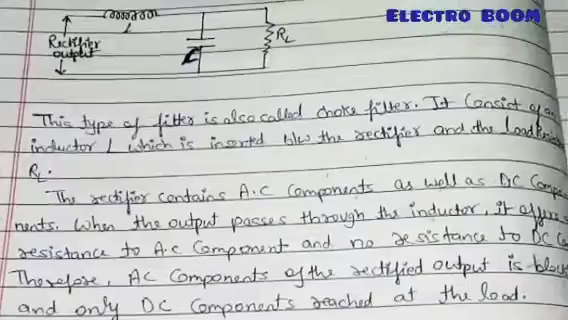 ELECTRO BOOM
Rectifier
output
L
C
RL
This type of filter is also called choke filter. It Consist of an
inductor L which is inserted b/w the rectifier and the Load
RL.
The rectifier contains A.C Components as well as DC Compo
nents. When the output passes through the inductor, it offers
resistance to A.C Component and no resistance to DC
Therefore, AC Components of the rectified output is
and only DC Components reached at the load.